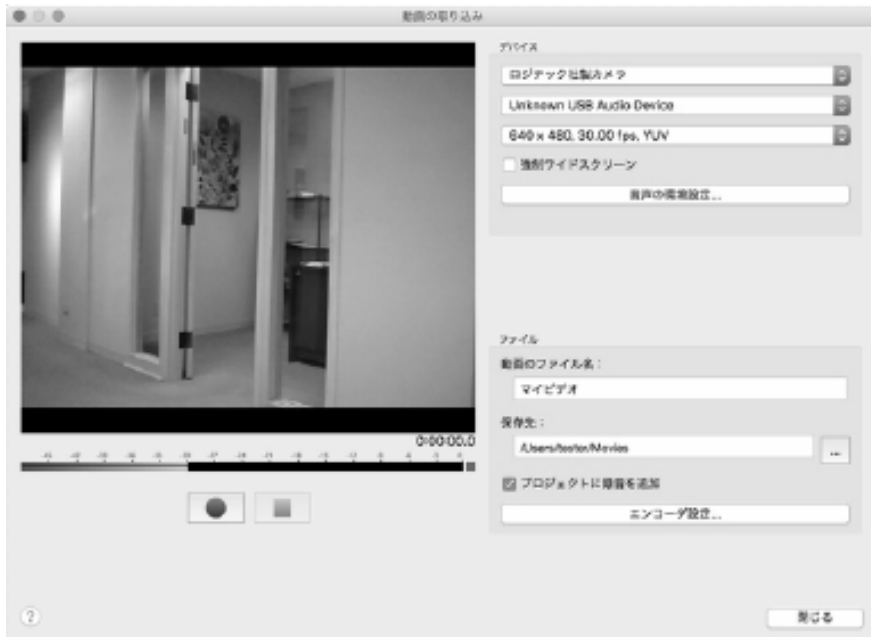 動画の取り込み
デバイス
ロジテック社製カメラ
Unknown USB Audio Device
640 x 480, 30.00 fps, YUV
強制ワイドスクリーン
音声の環境設定...
ファイル
動画のファイル名：
マイビデオ
保存先：
/Users/tester/Movies
...
プロジェクトに録音を追加
エンコーダ設定...
0:00:00.0
?
閉じる